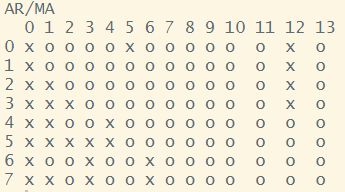 AR/MA
0 1 2 3 4 5 6 7 8 9 10 11 12 13
0 x o o o o x o o o o o o x o
1 x o o o o o o o o o o o x o
2 x x o o o o o o o o o o x o
3 x x x o o o o o o o o o x o
4 x x o o x o o o o o o o o o
5 x x x x x o o o o o o o o o
6 x o o x o o x o o o o o o o
7 x x o x o o x o o o o o o o